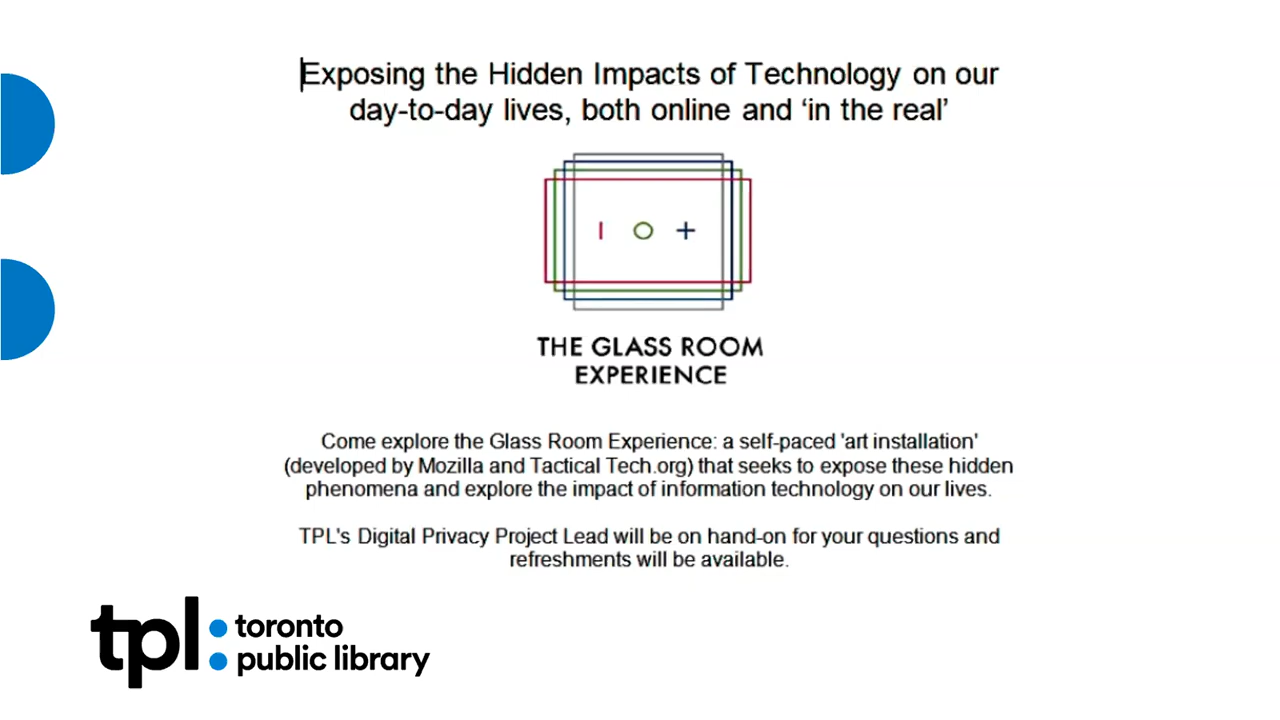 Exposing the Hidden Impacts of Technology on our
day-to-day lives, both online and ‘in the real’
I O +
THE GLASS ROOM
EXPERIENCE
Come explore the Glass Room Experience: a self-paced 'art installation'
(developed by Mozilla and Tactical Tech.org) that seeks to expose these hidden
phenomena and explore the impact of information technology on our lives.
TPL's Digital Privacy Project Lead will be on hand-on for your questions and
refreshments will be available.
tpl: toronto
public library